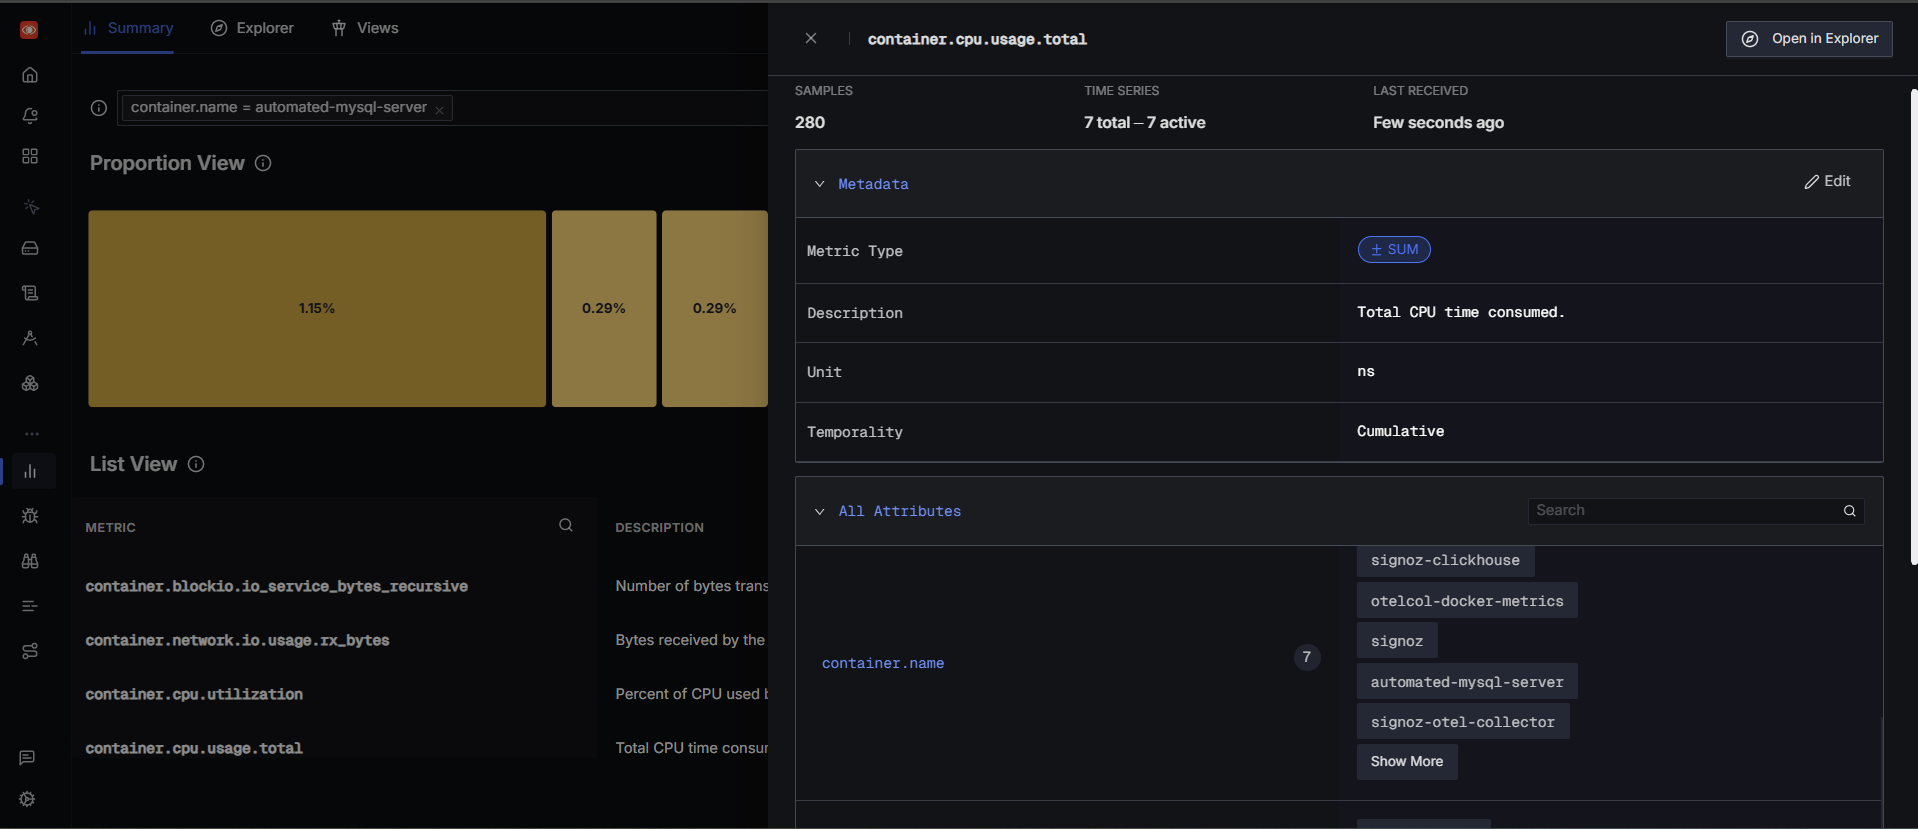 Summary
Explorer
Views
container.name = automated-mysql-server
Proportion View
1.15%
0.29%
0.29%
List View
METRIC
DESCRIPTION
container.blockio.io_service_bytes_recursive
Number of bytes trans
container.network.io.usage.rx_bytes
Bytes received by the
container.cpu.utilization
Percent of CPU used
container.cpu.usage.total
Total CPU time consu
container.cpu.usage.total
Open in Explorer
SAMPLES
TIME SERIES
LAST RECEIVED
280
7 total – 7 active
Few seconds ago
Metadata
Edit
Metric Type
SUM
Description
Total CPU time consumed.
Unit
ns
Temporality
Cumulative
All Attributes
Search
container.name
7
signoz-clickhouse
otelcol-docker-metrics
signoz
automated-mysql-server
signoz-otel-collector
Show More